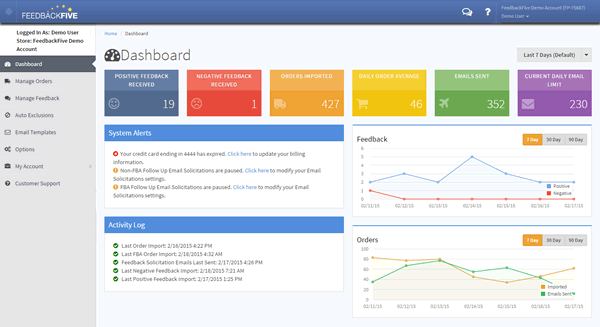 FEEDBACKFIVE
FeedbackFive Demo Account (FP-75687)
Demo User
Logged In As: Demo User
Store: FeedbackFive Demo
Account
Dashboard
Manage Orders
Manage Feedback
Auto Exclusions
Email Templates
Options
My Account
Customer Support
Home / Dashboard
Dashboard
Last 7 Days (Default)
POSITIVE FEEDBACK
RECEIVED
19
NEGATIVE FEEDBACK
RECEIVED
1
ORDERS IMPORTED
427
DAILY ORDER AVERAGE
46
EMAILS SENT
352
CURRENT DAILY EMAIL
LIMIT
230
System Alerts
Your credit card ending in 4444 has expired. Click here to update your billing
information.
Non-FBA Follow Up Email Solicitations are paused. Click here to modify your Email
Solicitations settings.
FBA Follow Up Email Solicitations are paused. Click here to modify your Email
Solicitations settings.
Activity Log
Last Order Import: 2/16/2015 4:22 PM
Last FBA Order Import: 2/18/2015 4:32 AM
Feedback Solicitation Emails Last Sent: 2/17/2015 4:26 PM
Last Negative Feedback Import: 2/18/2015 7:21 AM
Last Positive Feedback Import: 2/17/2015 1:25 PM
Feedback
7 Day 30 Day 90 Day
6
5
4
3
2
1
0
Positive
Negative
02/11/15 02/12/15 02/13/15 02/14/15 02/15/15 02/16/15 02/17/15
Orders
7 Day 30 Day 90 Day
100
80
60
40
20
0
Imported
Emails Sent
02/11/15 02/12/15 02/13/15 02/14/15 02/15/15 02/16/15 02/17/15